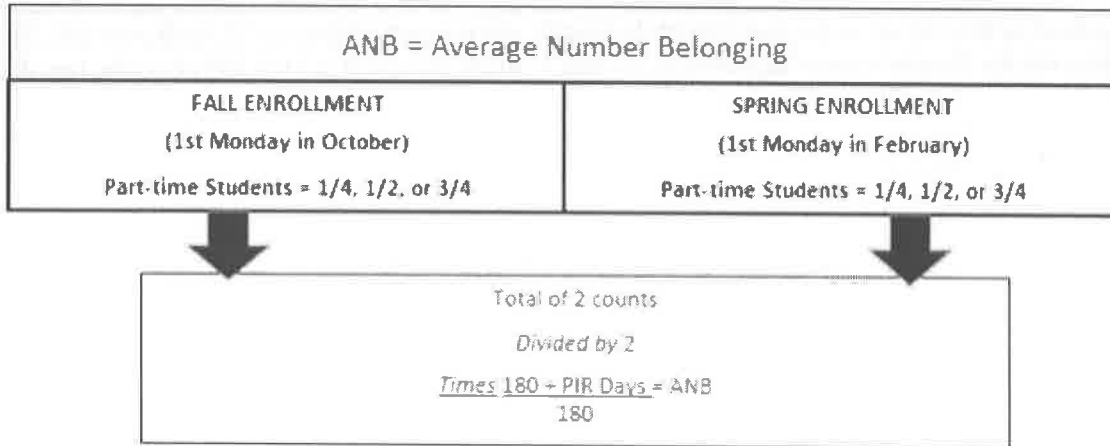 ANB = Average Number Belonging
FALL ENROLLMENT
(1st Monday in October)
Part-time Students = 1/4, 1/2, or 3/4
SPRING ENROLLMENT
(1st Monday in February)
Part-time Students = 1/4, 1/2, or 3/4
Total of 2 counts
Divided by 2
Times 180 + PIR Days = ANB
180